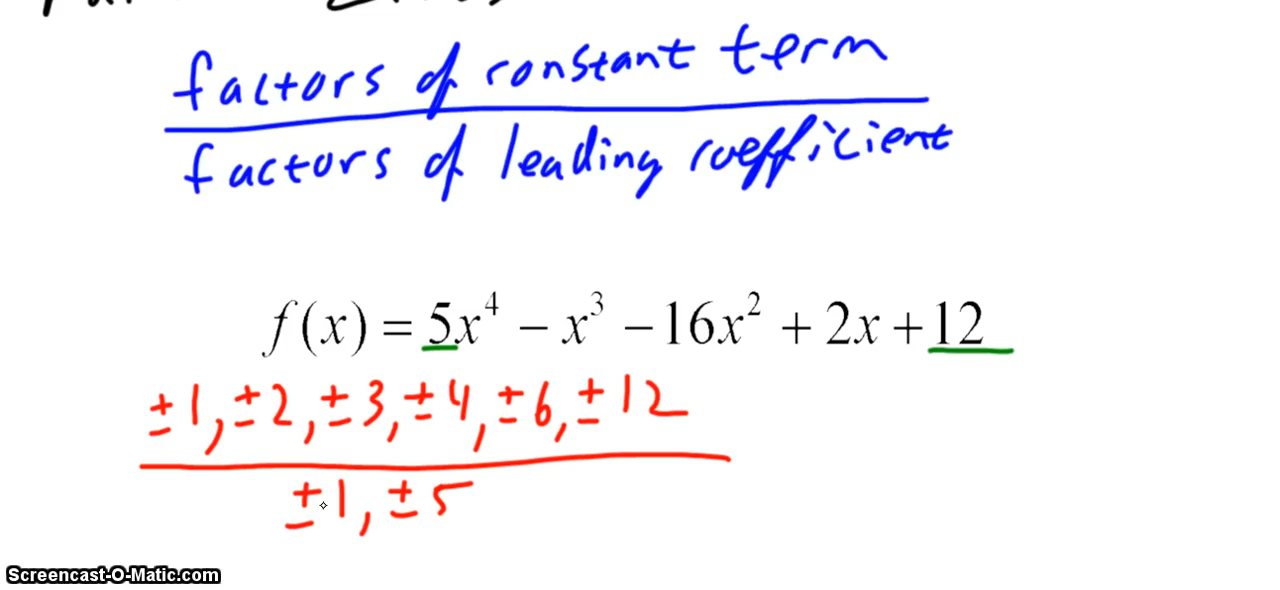 factors of constant term
factors of leading coefficient
f(x) = 5x⁴ − x³ − 16x² + 2x + 12
±1, ±2, ±3, ±4, ±6, ±12
±1, ±5
Screencast-O-Matic.com